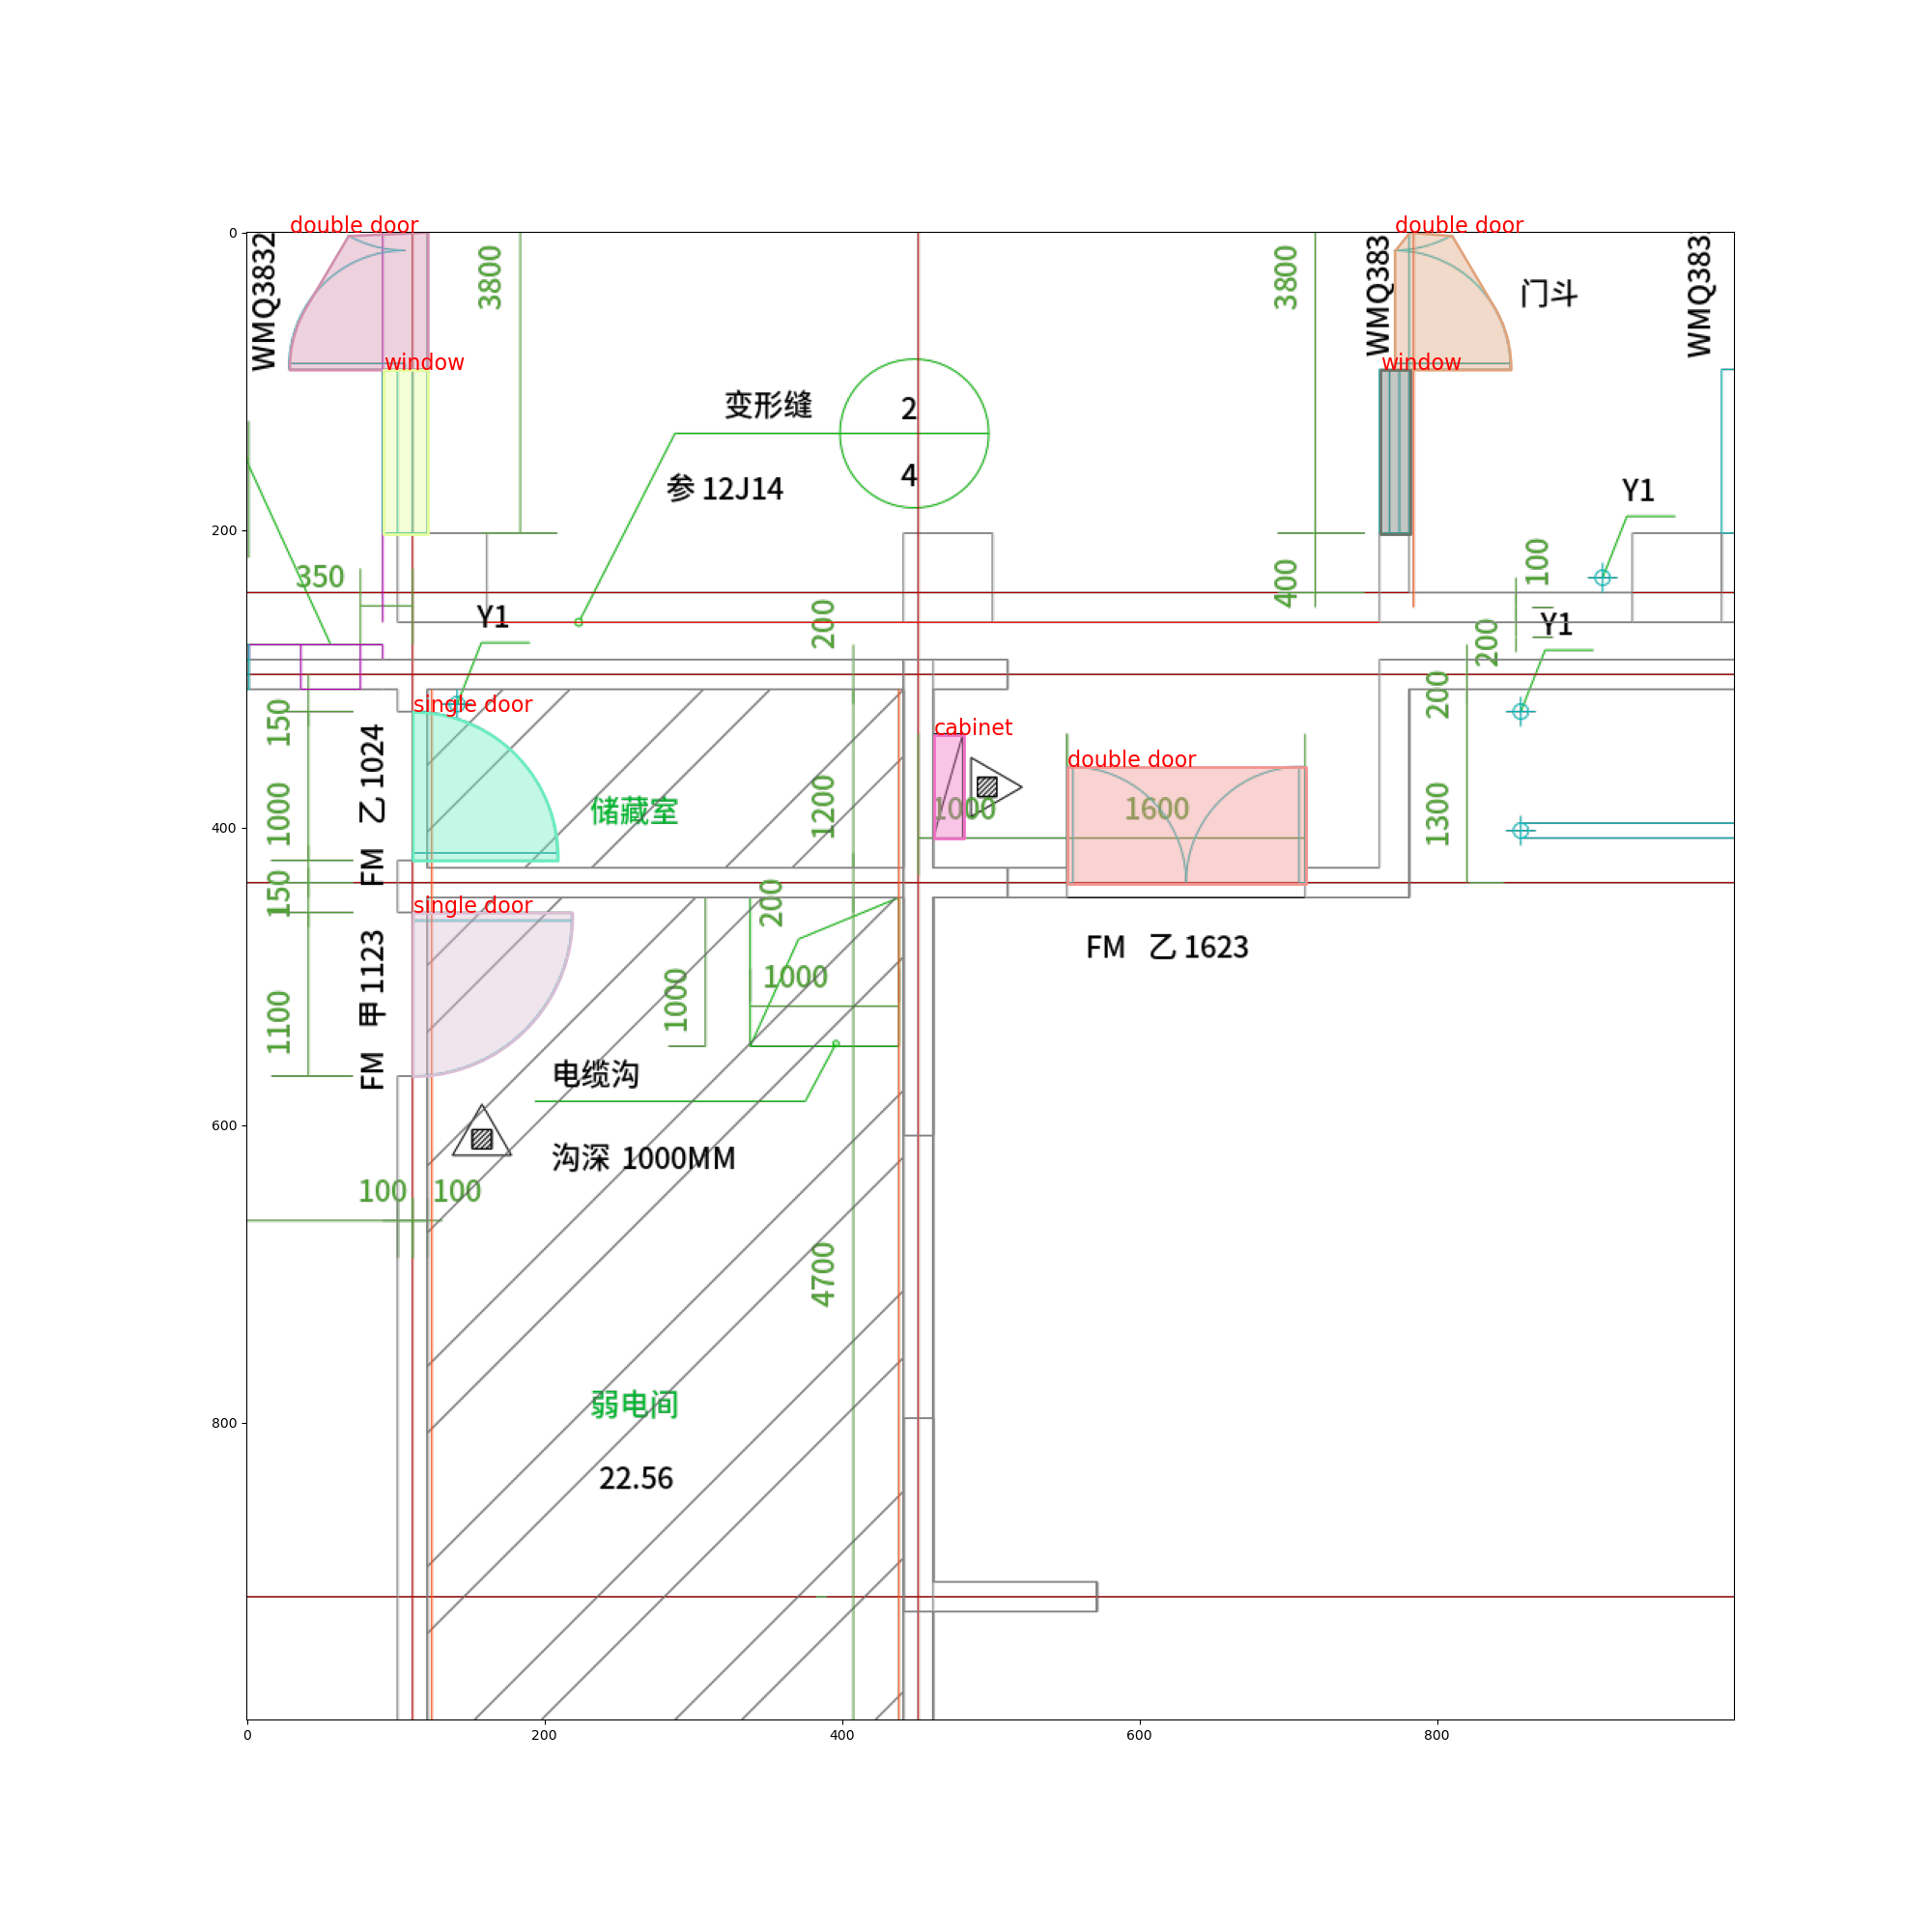 double door
double door
0
WMQ3832
3800
3800
WMQ383
门斗
WMQ383
window
window
变形缝
2
参 12J14
4
Y1
200
350
100
400
Y1
200
Y1
200
single door
150
200
cabinet
FM 乙 1024
double door
1000
储藏室
1200
1000
1600
1300
400
150
single door
200
FM 甲 1123
FM 乙 1623
1000
1000
1100
电缆沟
600
沟深 1000MM
100
100
4700
弱电间
800
22.56
0
200
400
600
800